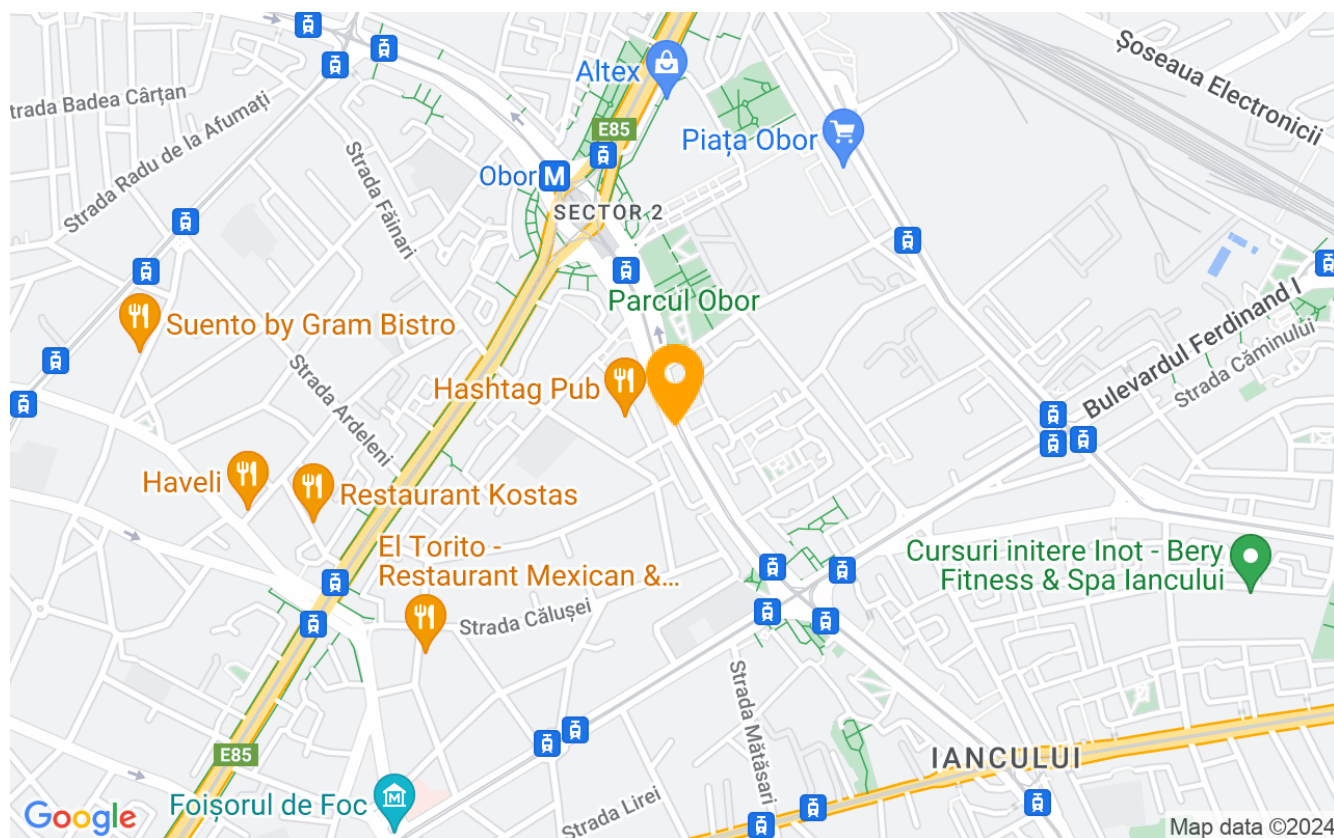 Șoseaua Electronicii
Altex
trada Badea Cârțan
Strada Radu de la Afumați
E85
Piața Obor
Strada Făinari
Obor
M
SECTOR 2
Parcul Obor
Suento by Gram Bistro
Bulevardul Ferdinand I
Strada Căminului
Strada Ardeleni
Hashtag Pub
Haveli
Restaurant Kostas
El Torito -
Restaurant Mexican &...
Cursuri initere Inot - Bery
Fitness & Spa Iancului
Strada Călușei
Strada Mătăsari
E85
IANCULUI
Foișorul de Foc
M
Strada Lirei
Google
Map data ©2024